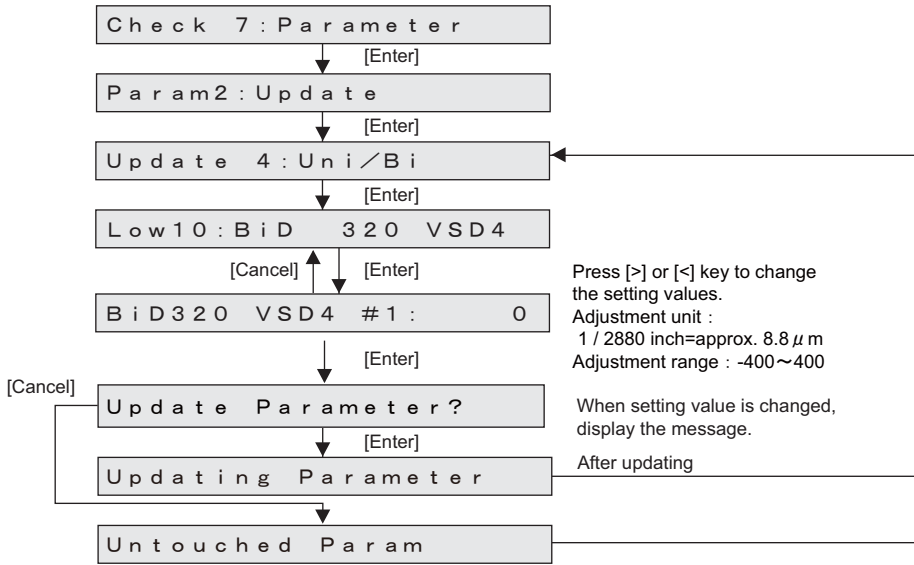 Check 7:Parameter
[Enter]
Param2:Update
[Enter]
Update 4:Uni／Bi
[Enter]
Low10:BiD 320 VSD4
[Cancel] [Enter]
BiD320 VSD4 #1: 0
Press [>] or [<] key to change
the setting values.
Adjustment unit :
1 / 2880 inch=approx. 8.8μm
Adjustment range : -400～400
[Enter]
[Cancel]
Update Parameter?
When setting value is changed,
display the message.
[Enter]
Updating Parameter
After updating
Untouched Param